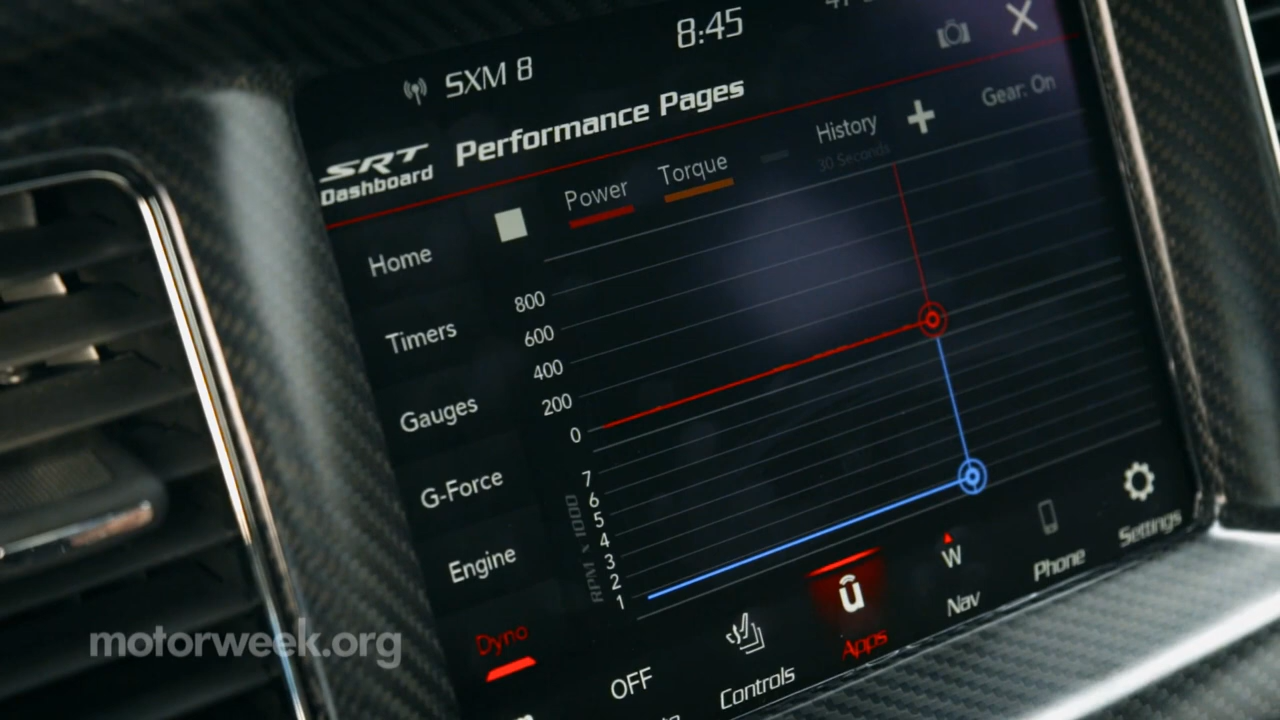 SXM 8
8:45
SRT
Dashboard
Performance Pages
Home
Timers
Gauges
G-Force
Engine
Dyno
Power
Torque
History
30 Seconds
Gear: On
800
600
400
200
0
RPM X 1000
7
6
5
4
3
2
1
OFF
Controls
û
Apps
W
Nav
Phone
Settings
motorweek.org